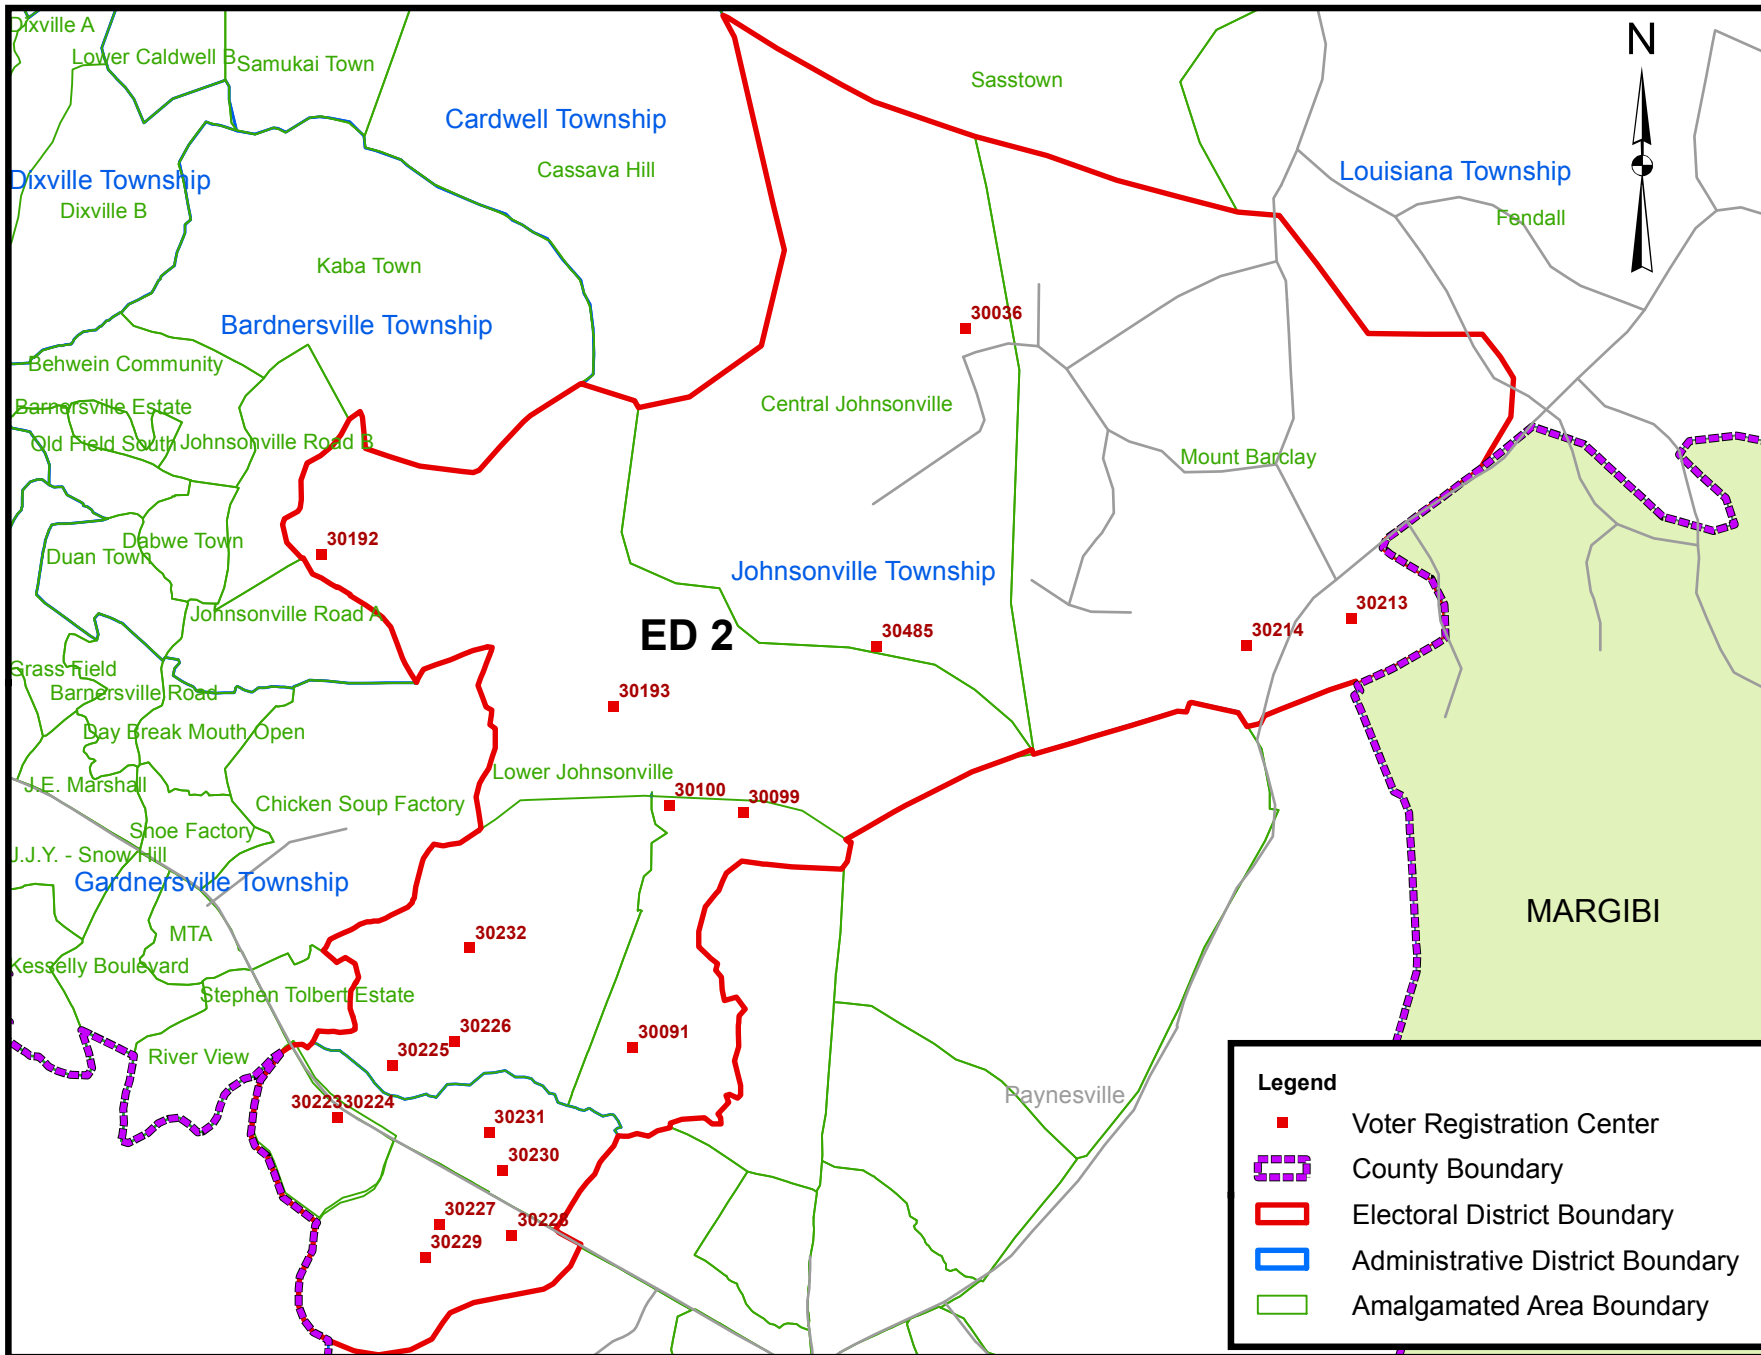 Dixville A
Lower Caldwell B
Samukai Town
N
Sasstown
Cardwell Township
Cassava Hill
Louisiana Township
Dixville Township
Dixville B
Fendall
Kaba Town
Bardnersville Township
30036
Behwein Community
Barnersville Estate
Central Johnsonville
Old Field South
Johnsonville Road B
Mount Barclay
30192
Dabwe Town
Duan Town
Johnsonville Township
30213
Johnsonville Road A
ED 2
30485
30214
Grass Field
Barnersville Road
30193
Day Break Mouth Open
Lower Johnsonville
J.E. Marshall
30100
30099
Chicken Soup Factory
Shoe Factory
J.J.Y. - Snow Hill
Gardnersville Township
MARGIBI
MTA
30232
Kesselly Boulevard
Stephen Tolbert Estate
30226
30091
River View
30225
Paynesville
30223
30224
30231
30230
30227
30228
30229
Legend
Voter Registration Center
County Boundary
Electoral District Boundary
Administrative District Boundary
Amalgamated Area Boundary